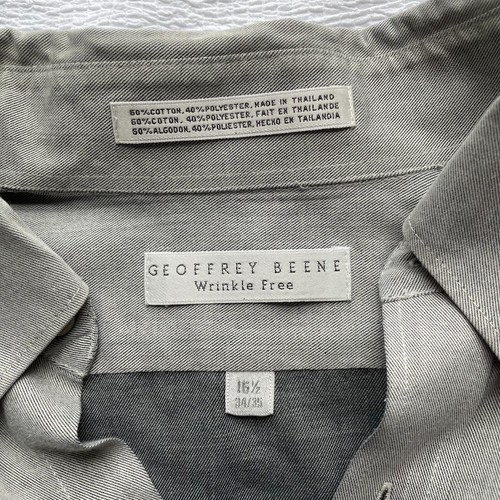 60%COTTON, 40%POLYESTER, MADE IN THAILAND
60%COTON, 40%POLYESTER, FAIT EN THAILANDE
60%ALGODON, 40%POLIESTER, HECHO EN TAILANDIA
GEOFFREY BEENE
Wrinkle Free
16½
34/35